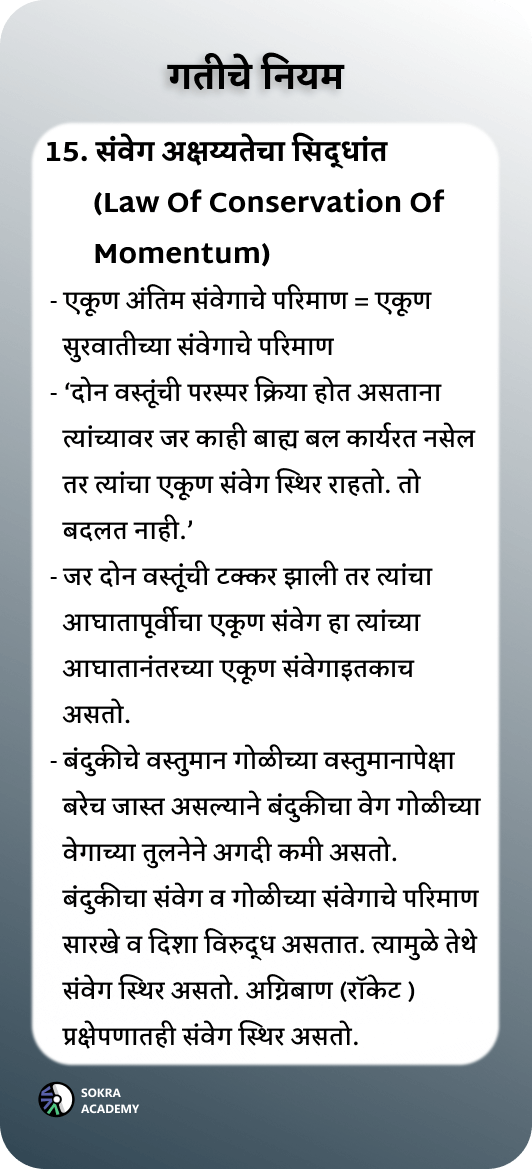 गतीचे नियम
15. संवेग अक्षय्यतेचा सिद्धांत
(Law Of Conservation Of
Momentum)
- एकूण अंतिम संवेगाचे परिमाण = एकूण
सुरवातीच्या संवेगाचे परिमाण
- ‘दोन वस्तूंची परस्पर क्रिया होत असताना
त्यांच्यावर जर काही बाह्य बल कार्यरत नसेल
तर त्यांचा एकूण संवेग स्थिर राहतो. तो
बदलत नाही.’
- जर दोन वस्तूंची टक्कर झाली तर त्यांचा
आघातापूर्वीचा एकूण संवेग हा त्यांच्या
आघातानंतरच्या एकूण संवेगाइतकाच
असतो.
- बंदुकीचे वस्तुमान गोळीच्या वस्तुमानापेक्षा
बरेच जास्त असल्याने बंदुकीचा वेग गोळीच्या
वेगाच्या तुलनेने अगदी कमी असतो.
बंदुकीचा संवेग व गोळीच्या संवेगाचे परिमाण
सारखे व दिशा विरुद्ध असतात. त्यामुळे तेथे
संवेग स्थिर असतो. अग्निबाण (रॉकेट )
प्रक्षेपणातही संवेग स्थिर असतो.
SOKRA
ACADEMY